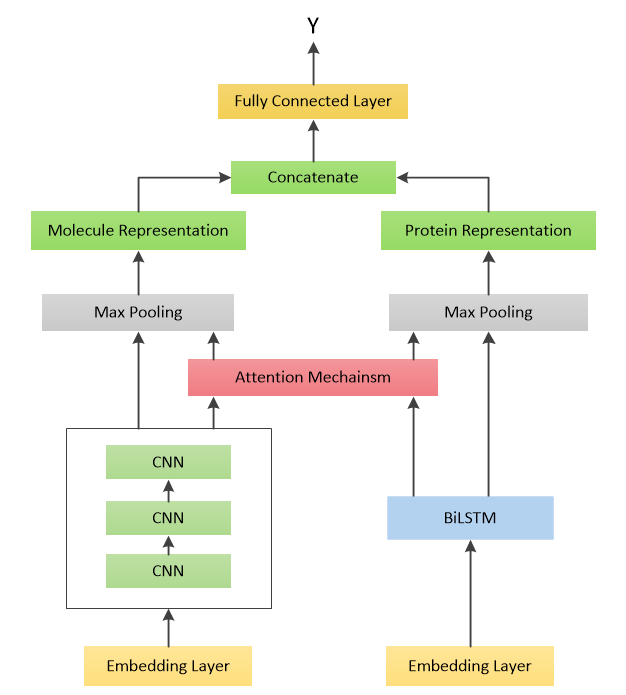 Y
Fully Connected Layer
Concatenate
Molecule Representation
Protein Representation
Max Pooling
Max Pooling
Attention Mechainsm
CNN
CNN
BiLSTM
CNN
Embedding Layer
Embedding Layer